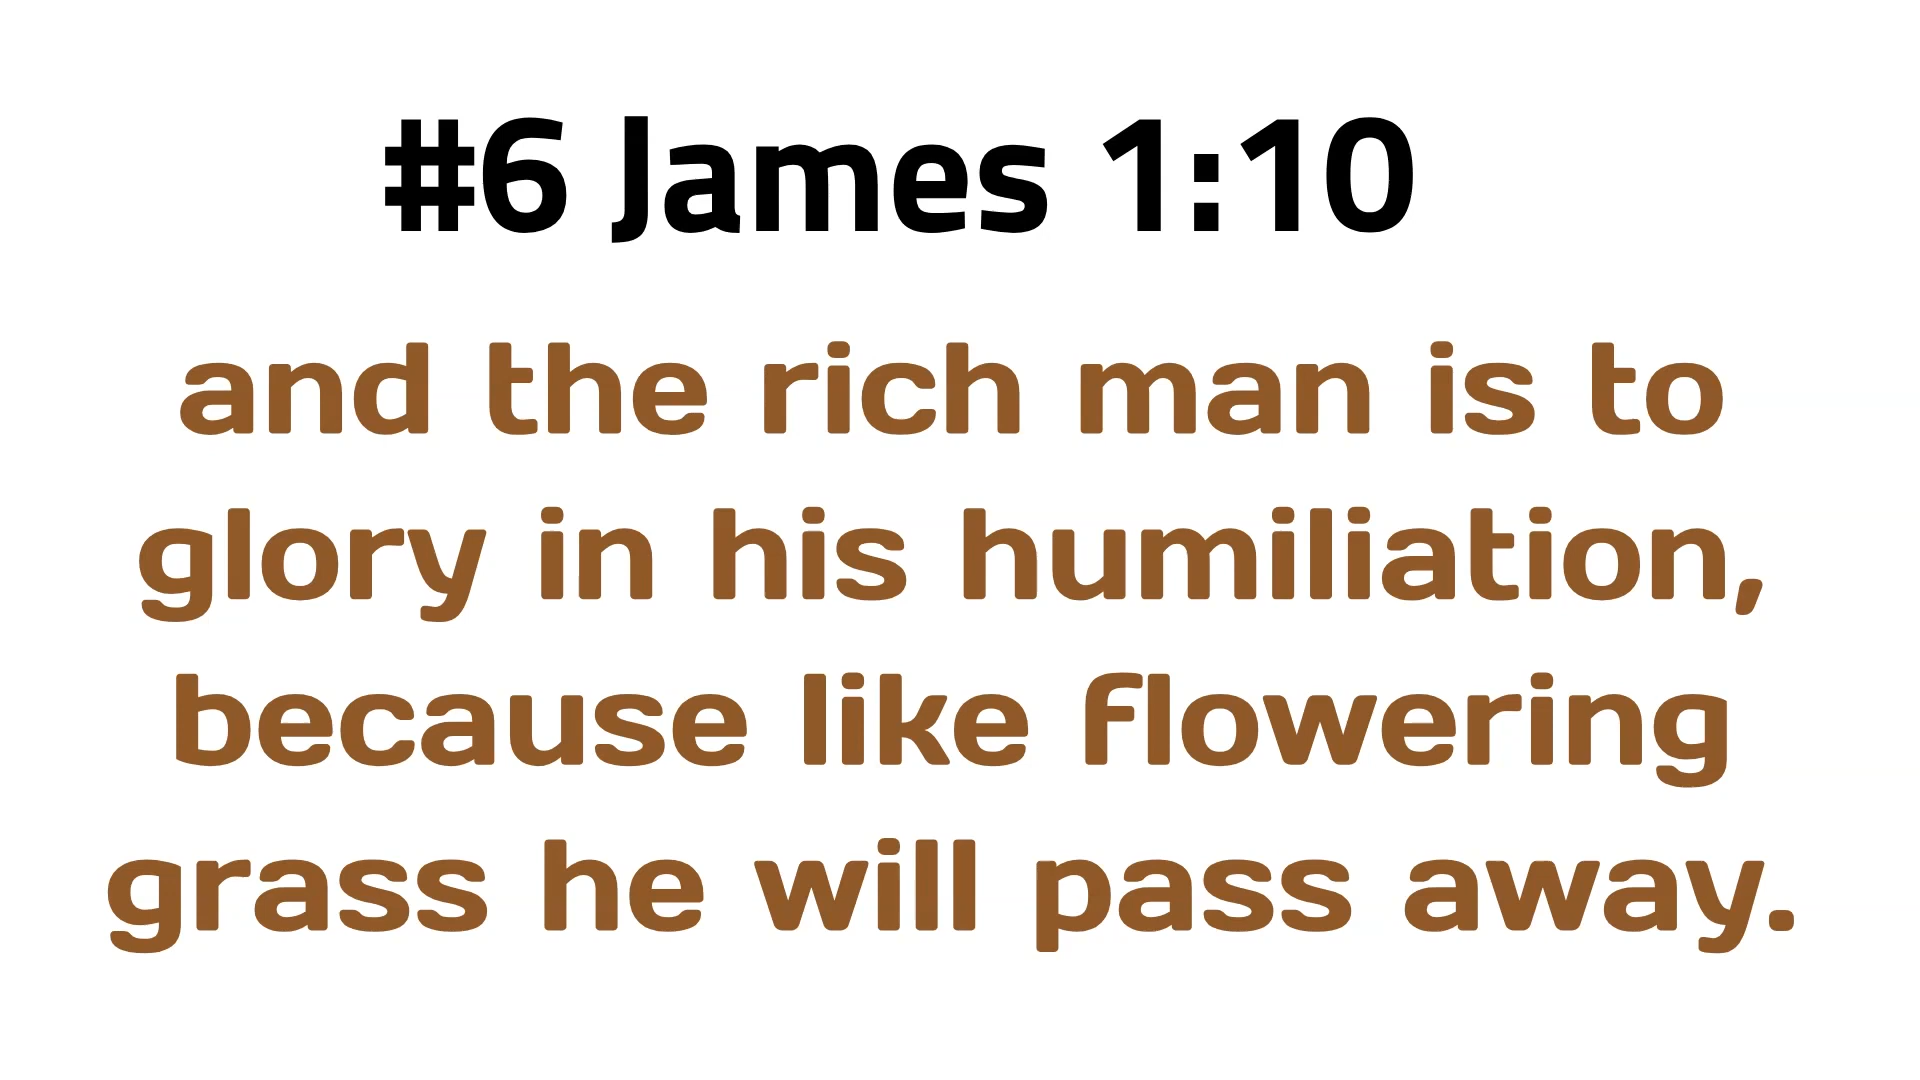 #6 James 1:10
and the rich man is to
glory in his humiliation,
because like flowering
grass he will pass away.